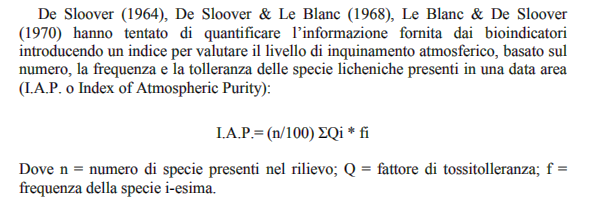 De Sloover (1964), De Sloover & Le Blanc (1968), Le Blanc & De Sloover
(1970) hanno tentato di quantificare l'informazione fornita dai bioindicatori
introducendo un indice per valutare il livello di inquinamento atmosferico, basato sul
numero, la frequenza e la tolleranza delle specie licheniche presenti in una data area
(I.A.P. o Index of Atmospheric Purity):
I.A.P.= (n/100) ΣQi * fi
Dove n = numero di specie presenti nel rilievo; Q = fattore di tossitolleranza; f =
frequenza della specie i-esima.